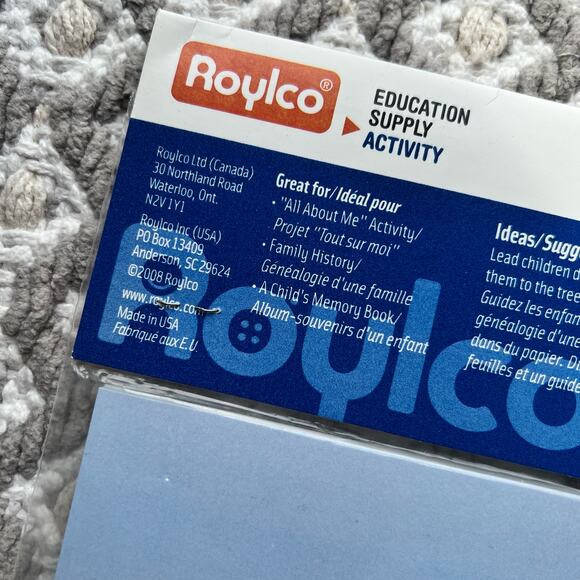 Roylco®
EDUCATION
SUPPLY
ACTIVITY
Roylco Ltd (Canada)
30 Northland Road
Waterloo, Ont.
N2V 1Y1
Roylco Inc (USA)
PO Box 13409
Anderson, SC 29624
©2008 Roylco
www.roylco.com
Made in USA
Fabriqué aux E.U.
Great for/Idéal pour
• "All About Me" Activity/
Projet "Tout sur moi"
• Family History/
Généalogie d'une famille
• A Child's Memory Book/
Album-souvenirs d'un enfant
Ideas/Sugg
Lead children
them to the tree
Guidez les enfan
généalogie d'une
dans du papier.
feuilles et un guide
Roylco